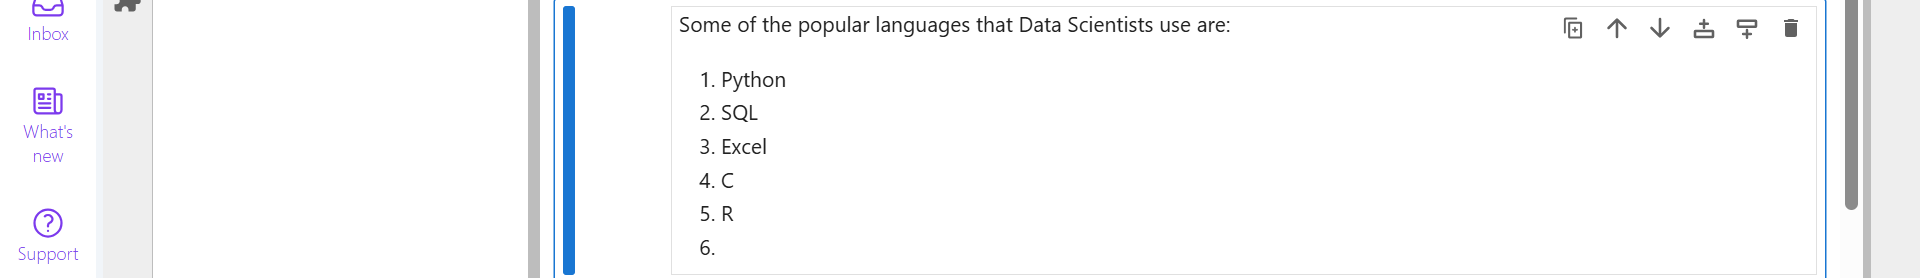 Inbox
What's
new
Support
Some of the popular languages that Data Scientists use are:
1. Python
2. SQL
3. Excel
4. C
5. R
6.